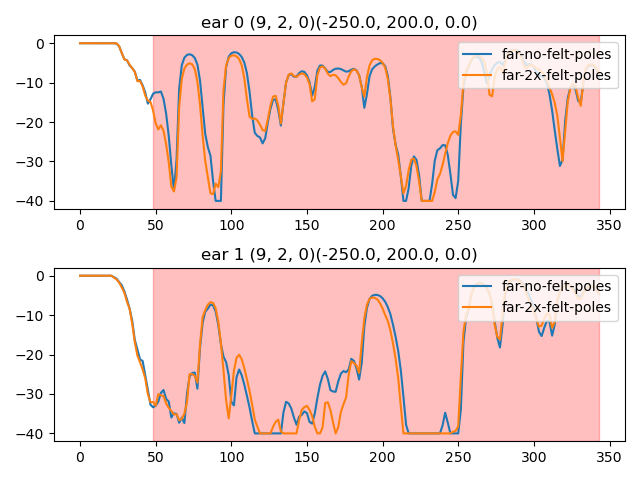 ear 0 (9, 2, 0)(-250.0, 200.0, 0.0)
0
−10
−20
−30
−40
far-no-felt-poles
far-2x-felt-poles
0 50 100 150 200 250 300 350
ear 1 (9, 2, 0)(-250.0, 200.0, 0.0)
0
−10
−20
−30
−40
far-no-felt-poles
far-2x-felt-poles
0 50 100 150 200 250 300 350